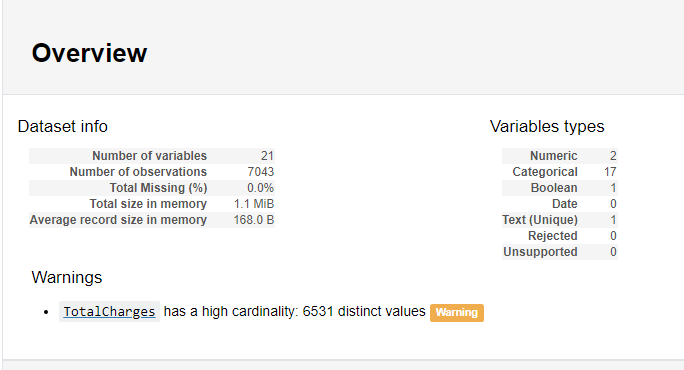 Overview
Dataset info
Number of variables 21
Number of observations 7043
Total Missing (%) 0.0%
Total size in memory 1.1 MiB
Average record size in memory 168.0 B
Variables types
Numeric 2
Categorical 17
Boolean 1
Date 0
Text (Unique) 1
Rejected 0
Unsupported 0
Warnings
TotalCharges has a high cardinality: 6531 distinct values Warning